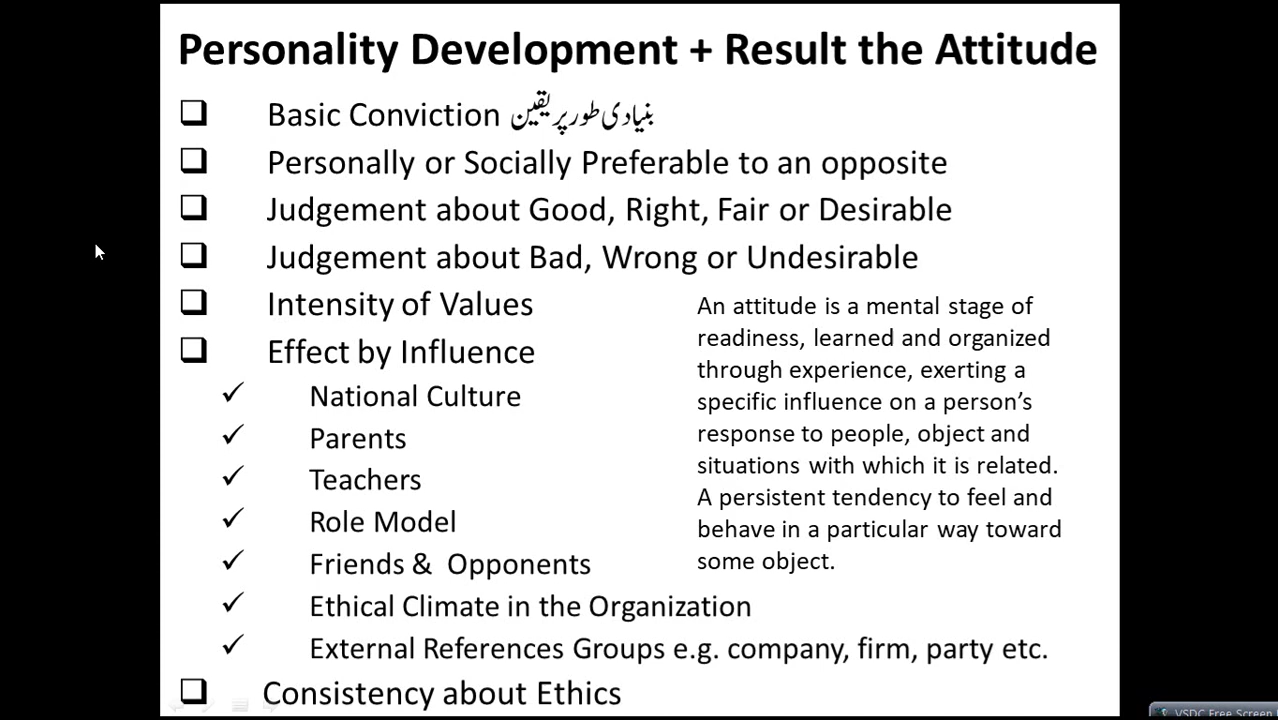 Personality Development + Result the Attitude
Basic Conviction بنیادی طور پر یقین
Personally or Socially Preferable to an opposite
Judgement about Good, Right, Fair or Desirable
Judgement about Bad, Wrong or Undesirable
Intensity of Values
Effect by Influence
National Culture
Parents
Teachers
Role Model
Friends & Opponents
Ethical Climate in the Organization
External References Groups e.g. company, firm, party etc.
Consistency about Ethics
An attitude is a mental stage of
readiness, learned and organized
through experience, exerting a
specific influence on a person’s
response to people, object and
situations with which it is related.
A persistent tendency to feel and
behave in a particular way toward
some object.
VSDC Free Screen